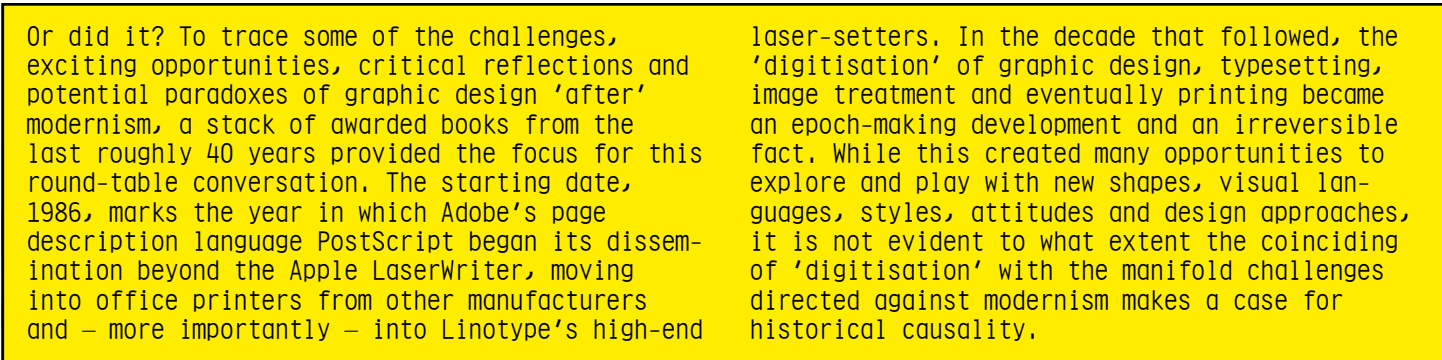 Or did it? To trace some of the challenges,
exciting opportunities, critical reflections and
potential paradoxes of graphic design ‘after’
modernism, a stack of awarded books from the
last roughly 40 years provided the focus for this
round-table conversation. The starting date,
1986, marks the year in which Adobe’s page
description language PostScript began its dissem-
ination beyond the Apple LaserWriter, moving
into office printers from other manufacturers
and – more importantly – into Linotype’s high-end
laser-setters. In the decade that followed, the
‘digitisation’ of graphic design, typesetting,
image treatment and eventually printing became
an epoch-making development and an irreversible
fact. While this created many opportunities to
explore and play with new shapes, visual lan-
guages, styles, attitudes and design approaches,
it is not evident to what extent the coinciding
of ‘digitisation’ with the manifold challenges
directed against modernism makes a case for
historical causality.